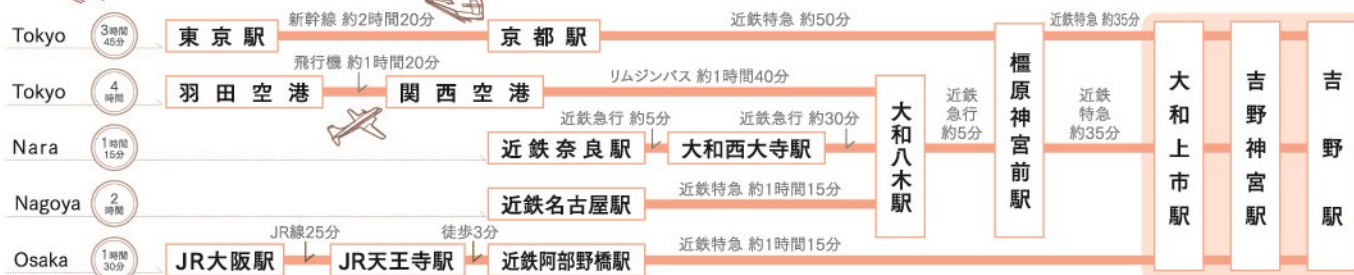 新幹線 約2時間20分
近鉄特急 約50分
近鉄特急 約35分
Tokyo
3時間
45分
東京駅
京都駅
飛行機 約1時間20分
リムジンバス 約1時間40分
Tokyo
4
時間
羽田空港
関西空港
近鉄急行 約5分
近鉄急行 約30分
Nara
1時間
15分
近鉄奈良駅
大和西大寺駅
大和八木駅
近鉄
急行
約5分
橿原神宮前駅
近鉄
特急
約35分
大和上市駅
吉野神宮駅
吉野駅
近鉄特急 約1時間15分
Nagoya
2
時間
近鉄名古屋駅
JR線25分
徒歩3分
近鉄特急 約1時間15分
Osaka
1時間
30分
JR大阪駅
JR天王寺駅
近鉄阿部野橋駅